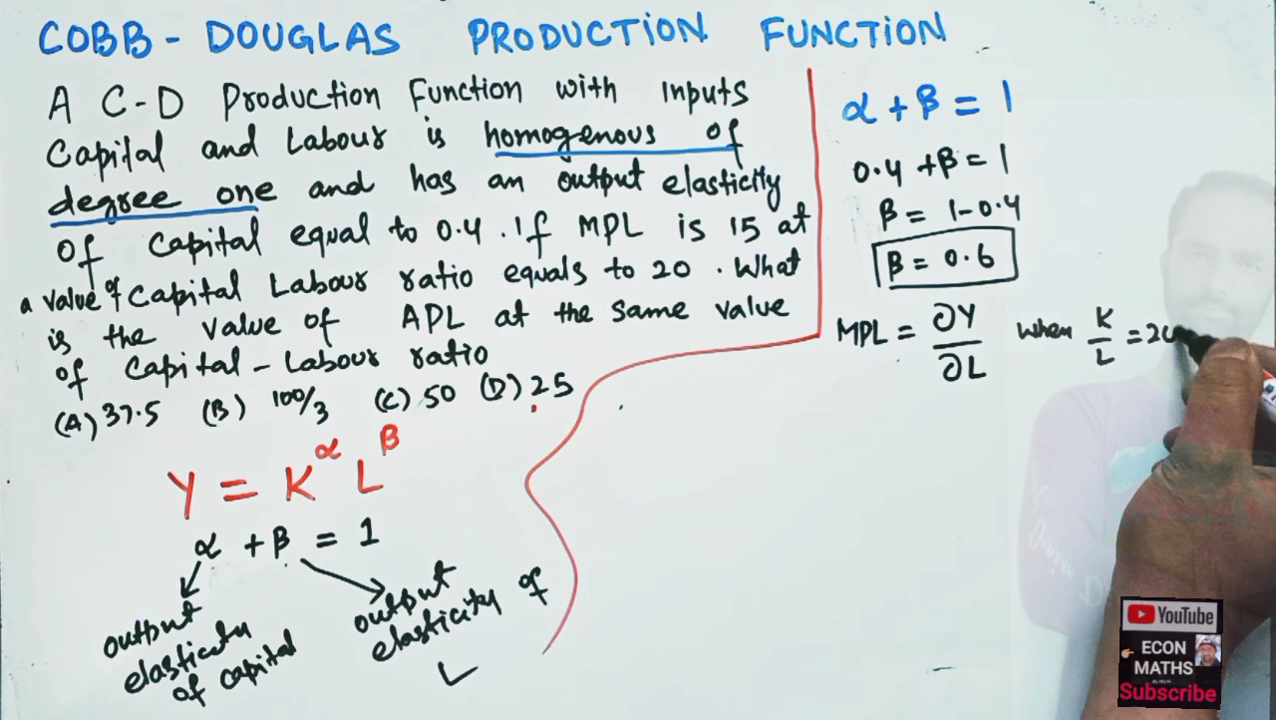 COBB - DOUGLAS PRODUCTION FUNCTION
A C-D Production Function with inputs
Capital and Labour is homogenous of
degree one and has an output elasticity
of Capital equal to 0.4 . If MPL is 15 at
a value of Capital Labour ratio equals to 20 . What
is the value of APL at the same value
of Capital - Labour ratio
(A) 37.5 (B) 100/3 (C) 50 (D) 25
Y = K^α L^β
α + β = 1
output
elasticity
of capital
output
elasticity of
L
α + β = 1
0.4 + β = 1
β = 1-0.4
β = 0.6
MPL = ∂Y/∂L when K/L = 20
YouTube
ECON
MATHS
Subscribe